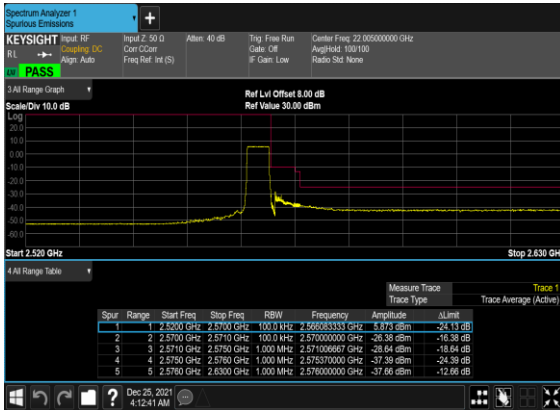 Spectrum Analyzer 1
Spurious Emissions
+
KEYSIGHT Input: RF Input Z: 50 Ω Atten: 40 dB Trig: Free Run Center Freq: 22.005000000 GHz
RL Coupling: DC Corr CCorr Gate: Off Avg|Hold: 100/100
Align: Auto Freq Ref: Int (S) IF Gain: Low Radio Std: None
LXI PASS
3 All Range Graph
Ref Lvl Offset 8.00 dB
Scale/Div 10.0 dB Ref Value 30.00 dBm
Log
20.0
10.0
0.00
-10.0
-20.0
-30.0
-40.0
-50.0
-60.0
Start 2.520 GHz Stop 2.630 GH
4 All Range Table
Measure Trace Trace 1
Trace Type Trace Average (Active)
Spur Range Start Freq Stop Freq RBW Frequency Amplitude ΔLimit
1 1 2.5200 GHz 2.5700 GHz 100.0 kHz 2.566083333 GHz 5.873 dBm -24.13 dB
2 2 2.5700 GHz 2.5710 GHz 100.0 kHz 2.570000000 GHz -26.38 dBm -16.38 dB
3 3 2.5710 GHz 2.5750 GHz 1.000 MHz 2.571006667 GHz -28.64 dBm -18.64 dB
4 4 2.5750 GHz 2.5760 GHz 1.000 MHz 2.575370000 GHz -37.39 dBm -24.39 dB
5 5 2.5760 GHz 2.6300 GHz 1.000 MHz 2.576000000 GHz -37.66 dBm -12.66 dB
?
Dec 25, 2021
4:12:41 AM